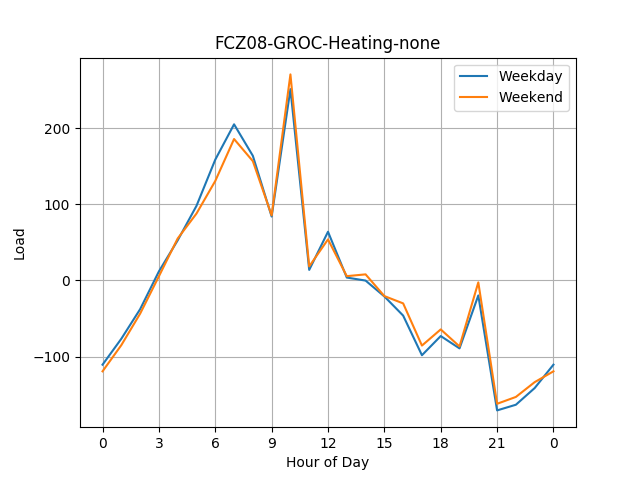 FCZ08-GROC-Heating-none
Weekday
Weekend
200
100
0
−100
Load
0 3 6 9 12 15 18 21 0
Hour of Day